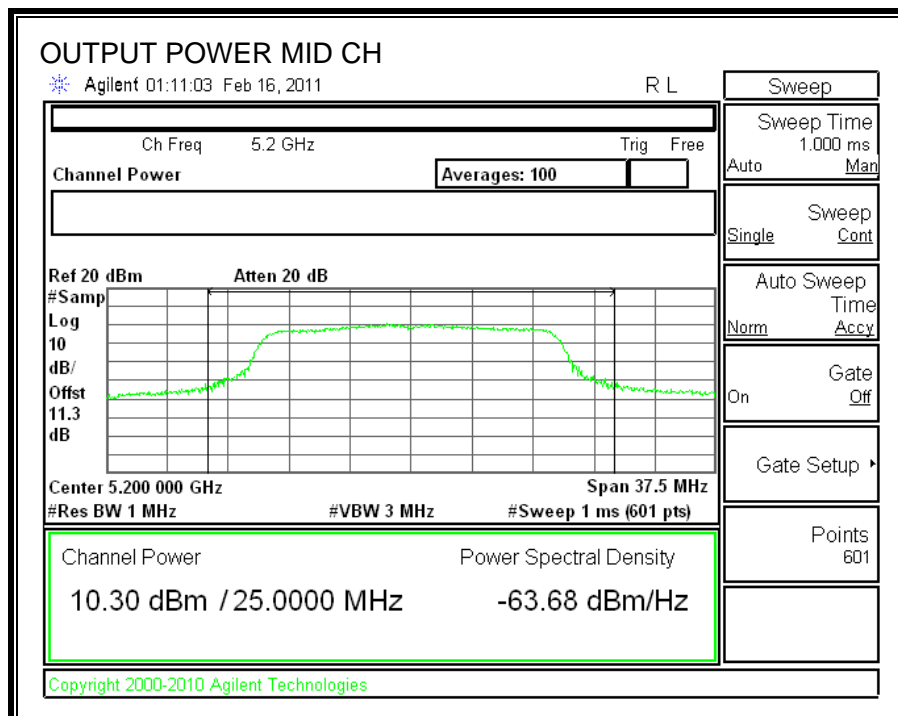 OUTPUT POWER MID CH
Agilent 01:11:03 Feb 16, 2011 R L
Ch Freq 5.2 GHz Trig Free
Channel Power Averages: 100
Ref 20 dBm Atten 20 dB
#Samp
Log
10
dB/
Offst
11.3
dB
Center 5.200 000 GHz Span 37.5 MHz
#Res BW 1 MHz #VBW 3 MHz #Sweep 1 ms (601 pts)
Channel Power Power Spectral Density
10.30 dBm / 25.0000 MHz -63.68 dBm/Hz
Copyright 2000-2010 Agilent Technologies
Sweep
Sweep Time
1.000 ms
Auto Man
Sweep
Single Cont
Auto Sweep
Time
Norm Accy
Gate
On Off
Gate Setup
Points
601